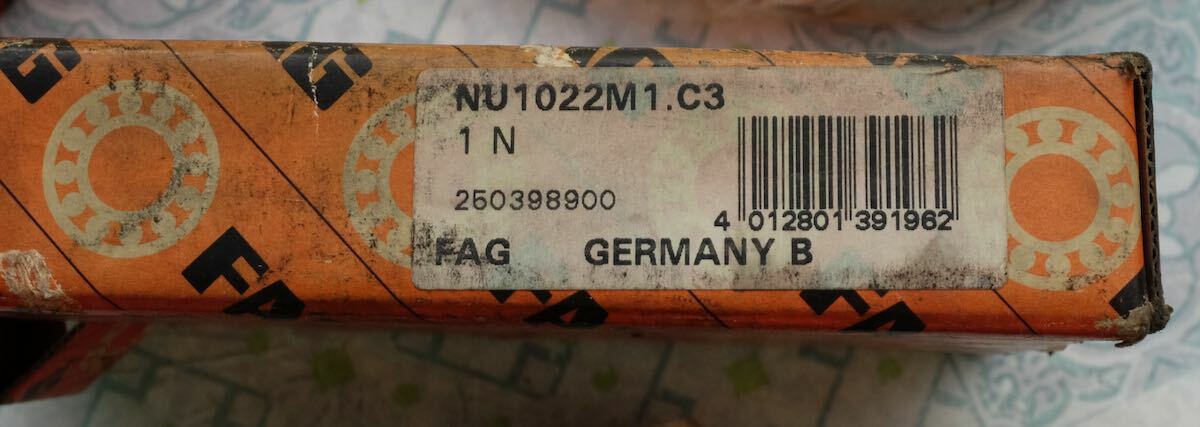 NU1022M1.C3
1 N
250398900
4 012801 391962
FAG GERMANY B